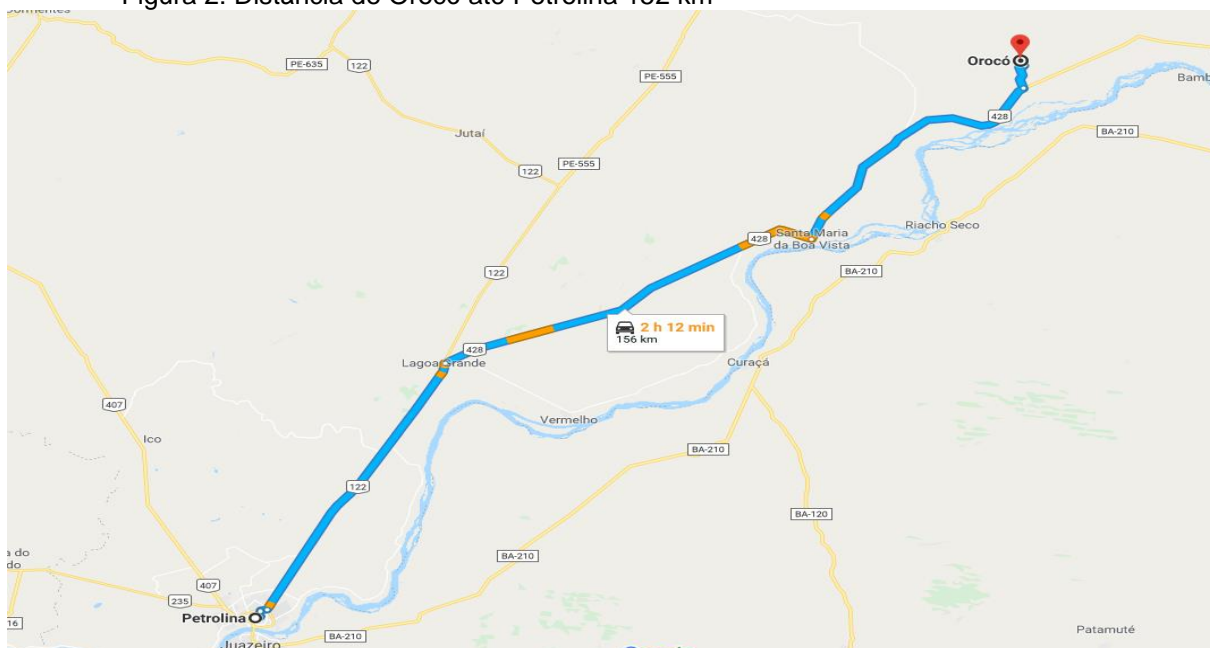 Figura 2. Distância de Orocó até Petrolina 152 km
PE-635
122
PE-555
Orocó
428
BA-210
Jutaí
PE-555
122
Riacho Seco
428
Santa Maria
da Boa Vista
122
BA-210
2 h 12 min
156 km
428
Lagoa Grande
Curaçá
407
Vermelho
Ico
BA-210
122
BA-120
BA-210
407
235
Petrolina
BA-210
Juazeiro
Patamuté